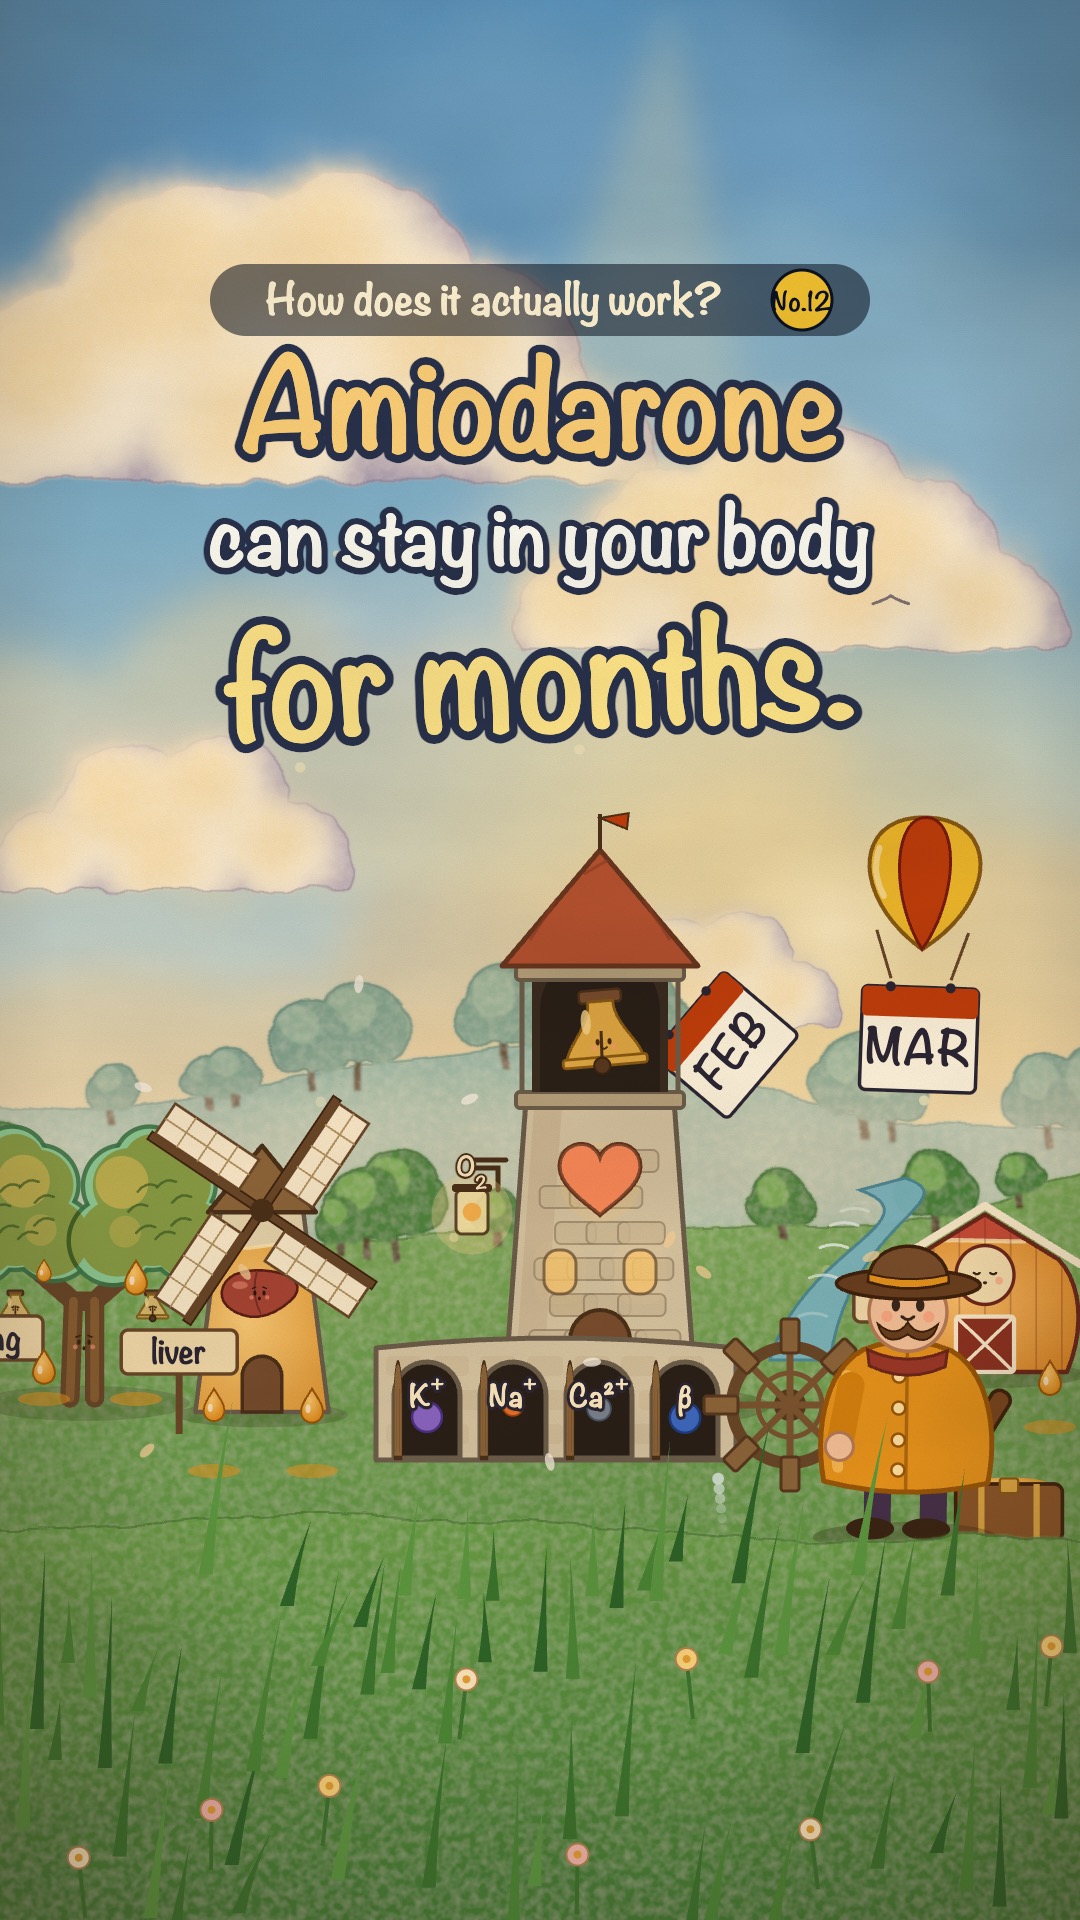 How does it actually work? No.12
Amiodarone
can stay in your body
for months.
FEB
MAR
O₂
ng
liver
K⁺ Na⁺ Ca²⁺ β